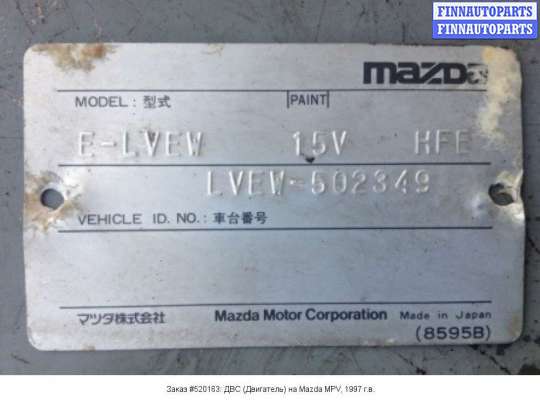 FINNAUTOPARTS
FINNAUTOPARTS
FINNAUTOPARTS
mazda
MODEL : 型式 PAINT
E-LVEW 15V HFE
LVEW-502349
VEHICLE ID. NO. : 車台番号
マツダ株式会社 Mazda Motor Corporation Made in Japan
(8595B)
Заказ #520163: ДВС (Двигатель) на Mazda MPV, 1997 г.в.